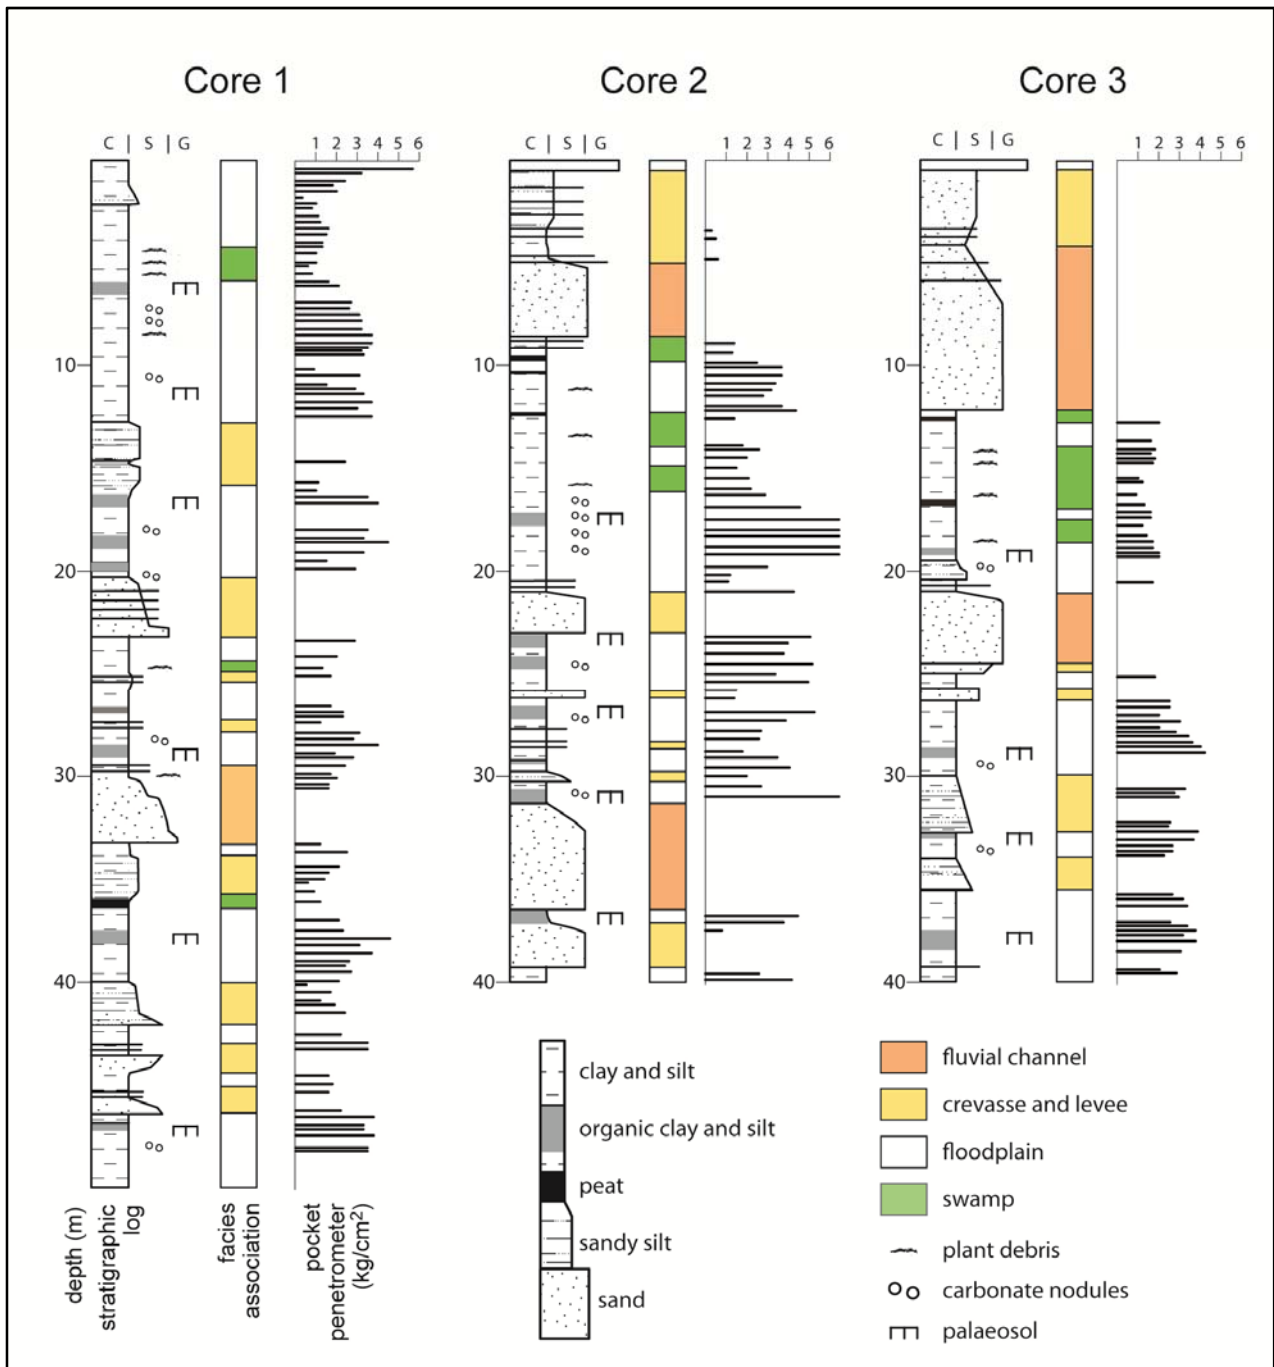 Core 1
Core 2
Core 3
C S G
1 2 3 4 5 6
C S G
1 2 3 4 5 6
C S G
1 2 3 4 5 6
10
10
10
20
20
20
30
30
30
40
40
40
depth (m)
stratigraphic
log
facies
association
pocket
penetrometer
(kg/cm²)
clay and silt
organic clay and silt
peat
sandy silt
sand
fluvial channel
crevasse and levee
floodplain
swamp
plant debris
carbonate nodules
palaeosol